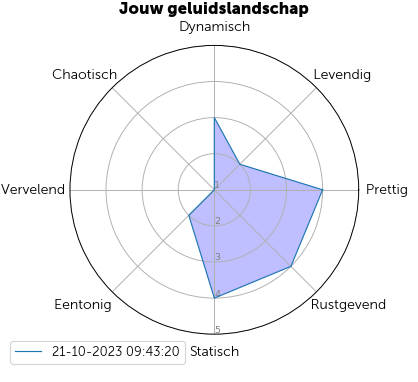 Jouw geluidslandschap
Dynamisch
Chaotisch
Levendig
Vervelend
Prettig
1
2
3
4
5
Eentonig
Rustgevend
Statisch
21-10-2023 09:43:20